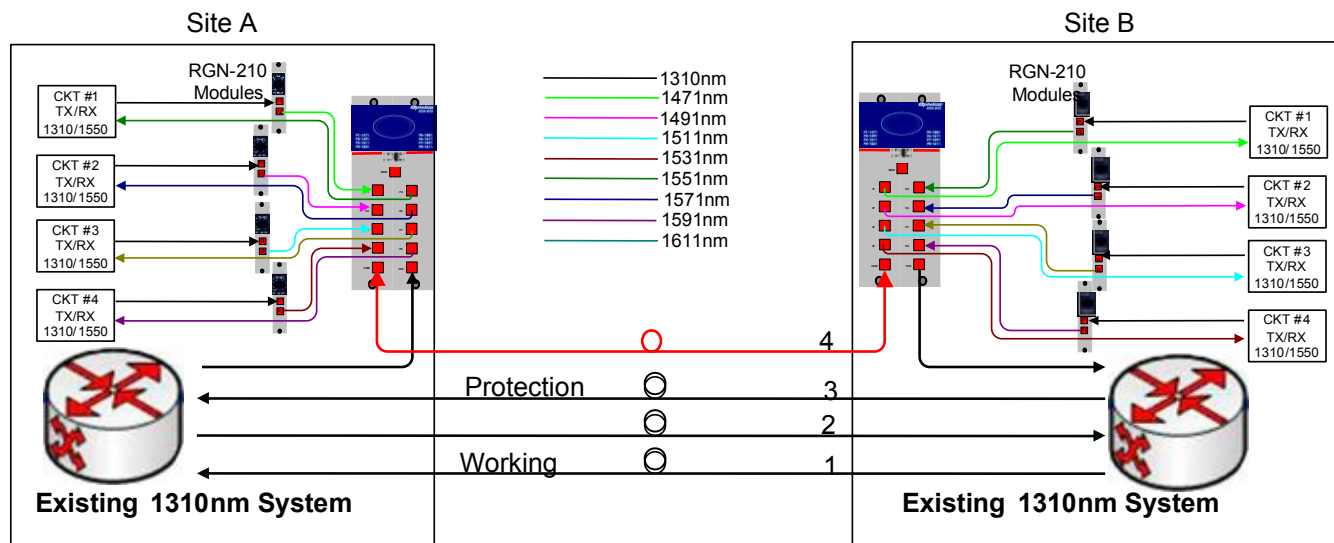 Site A
Site B
RGN-210
Modules
CKT #1
TX/RX
1310/1550
CKT #2
TX/RX
1310/1550
CKT #3
TX/RX
1310/1550
CKT #4
TX/RX
1310/1550
1310nm
1471nm
1491nm
1511nm
1531nm
1551nm
1571nm
1591nm
1611nm
RGN-210
Modules
CKT #1
TX/RX
1310/1550
CKT #2
TX/RX
1310/1550
CKT #3
TX/RX
1310/1550
CKT #4
TX/RX
1310/1550
4
Protection
3
2
Working
1
Existing 1310nm System
Existing 1310nm System